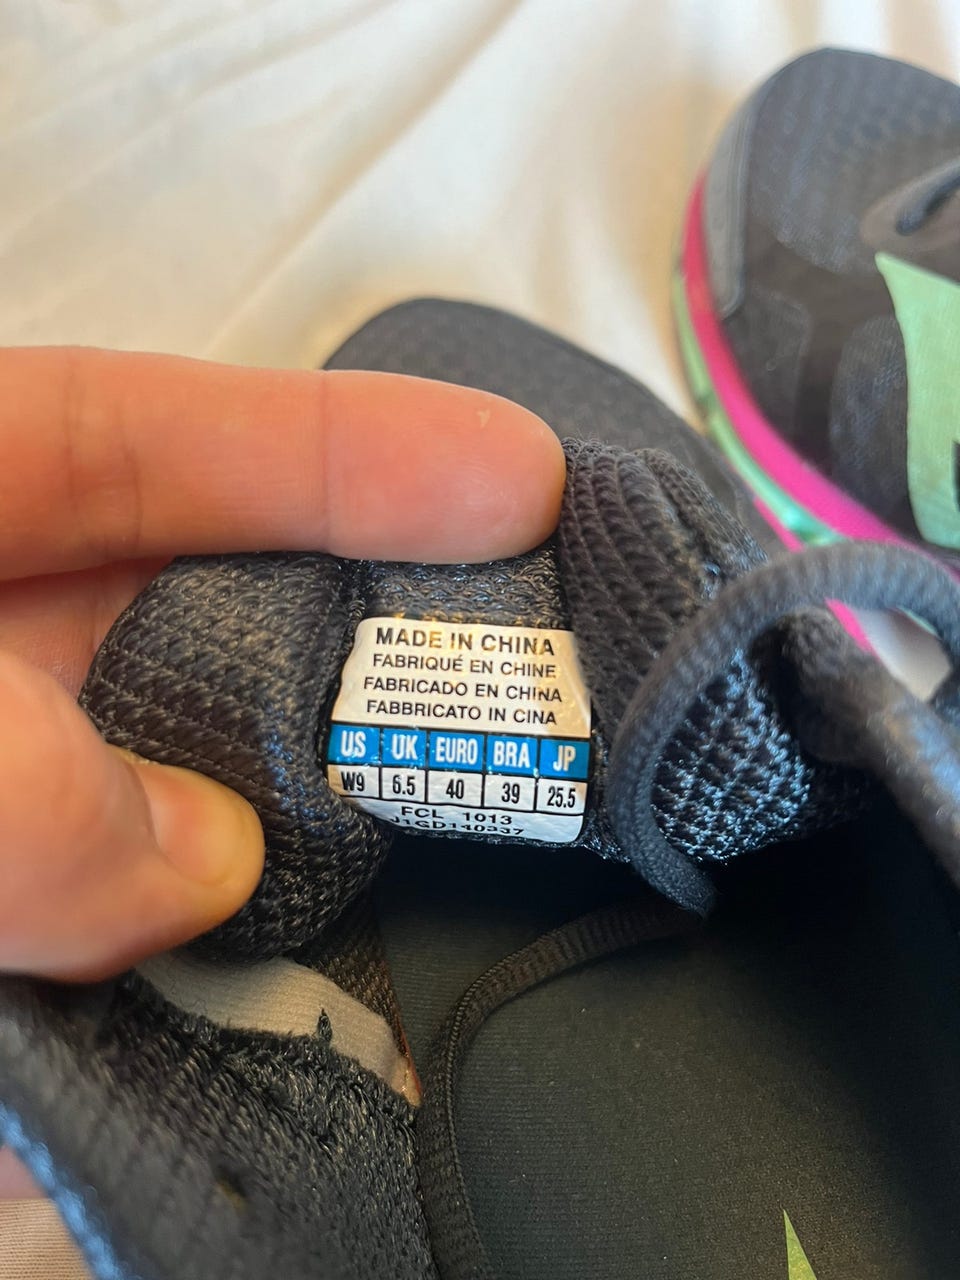 MADE IN CHINA
FABRIQUÉ EN CHINE
FABRICADO EN CHINA
FABBRICATO IN CINA
US UK EURO BRA JP
W9 6.5 40 39 25.5
FCL 1013
J1GD140337